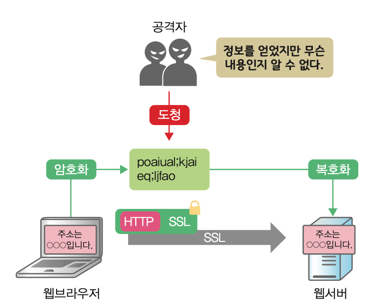 공격자
정보를 얻었지만 무슨
내용인지 알 수 없다.
도청
암호화
poaiual;kjai
eq;ljfao
복호화
주소는
○○○입니다.
HTTP
SSL
SSL
주소는
○○○입니다.
웹브라우저
웹서버